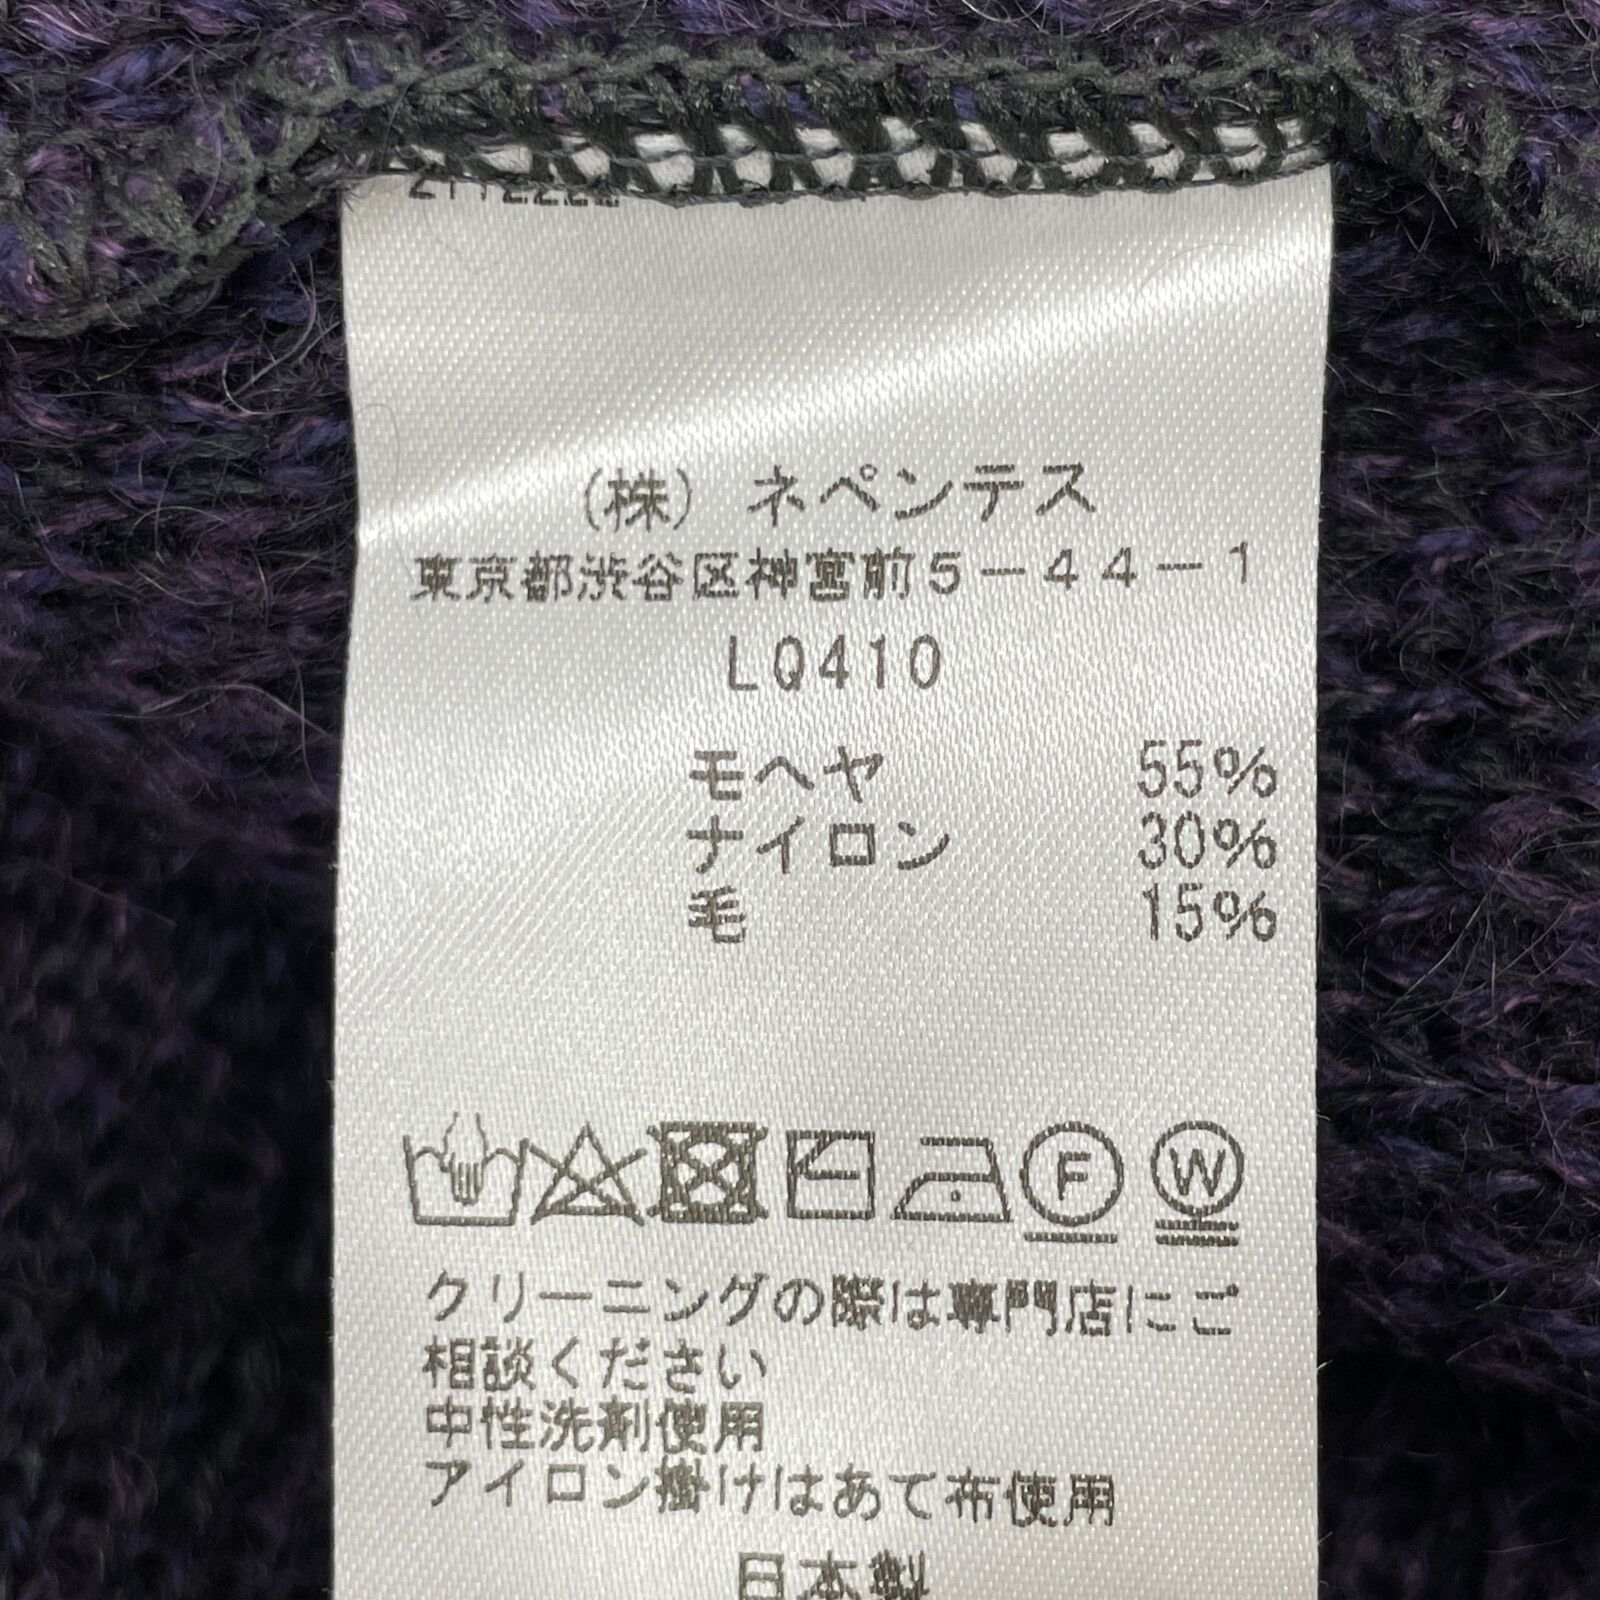 (株) ネペンテス
東京都渋谷区神宮前5-44-1
LQ410
モヘヤ 55%
ナイロン 30%
毛 15%
F W
クリーニングの際は専門店にご
相談ください
中性洗剤使用
アイロン掛けはあて布使用
日本製